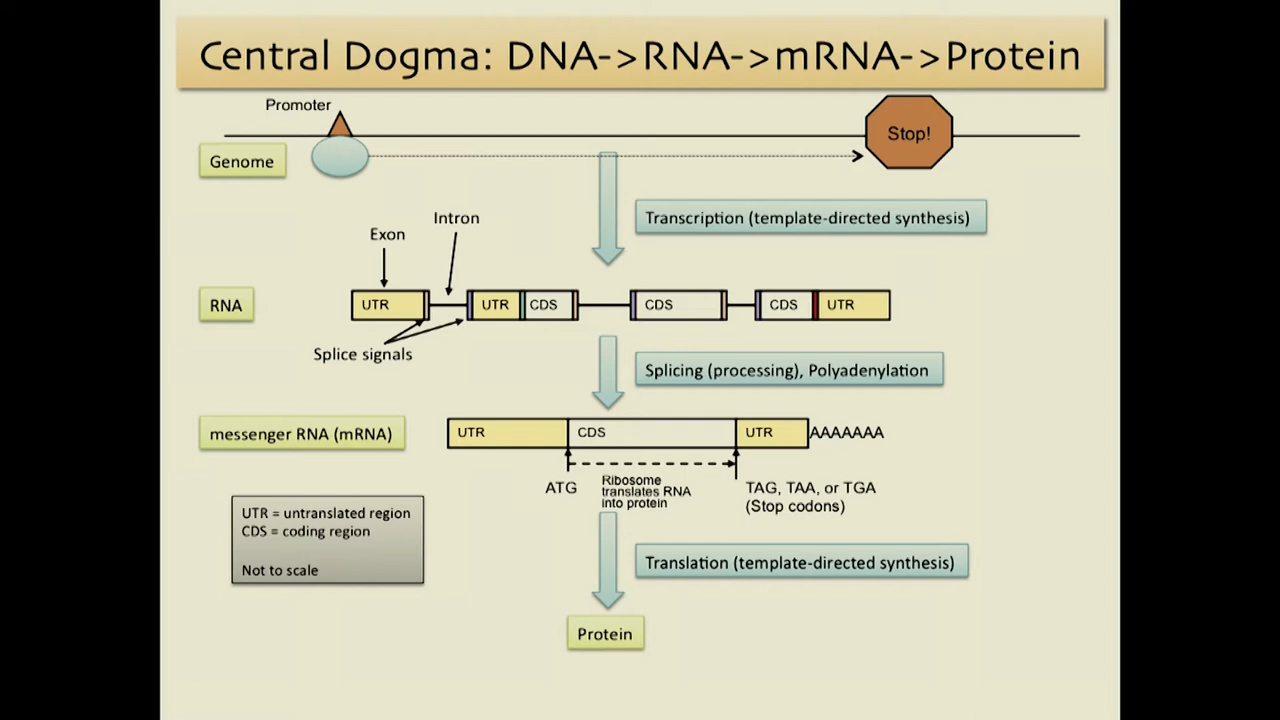 Central Dogma: DNA->RNA->mRNA->Protein
Promoter
Stop!
Genome
Transcription (template-directed synthesis)
Intron
Exon
RNA
UTR
UTR
CDS
CDS
CDS
UTR
Splice signals
Splicing (processing), Polyadenylation
messenger RNA (mRNA)
UTR
CDS
UTR
AAAAAAA
ATG
Ribosome
translates RNA
into protein
TAG, TAA, or TGA
(Stop codons)
UTR = untranslated region
CDS = coding region
Not to scale
Translation (template-directed synthesis)
Protein